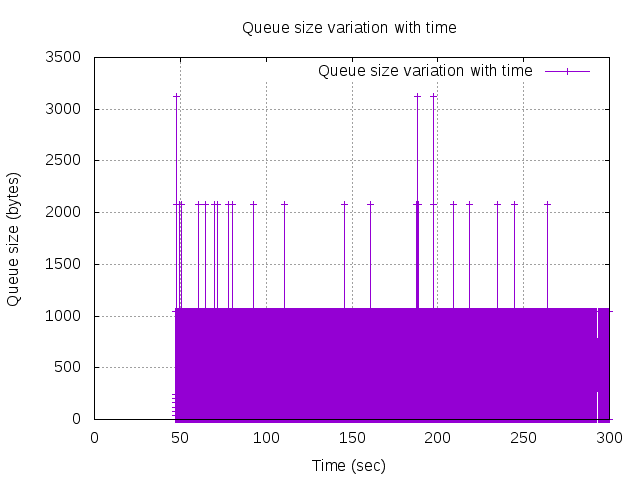 Queue size variation with time
Queue size variation with time
3500
3000
2500
2000
1500
1000
500
0
Queue size (bytes)
0 50 100 150 200 250 300
Time (sec)